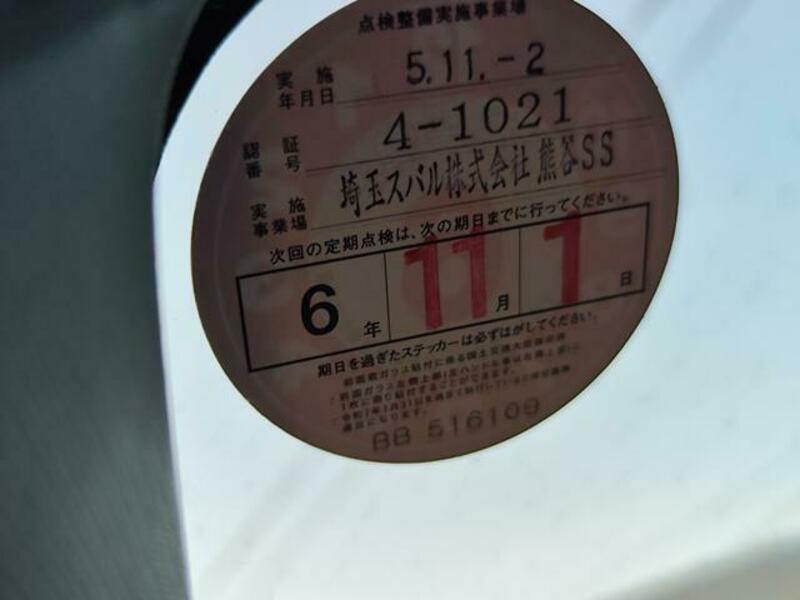 点検整備実施事業場
実施年月日 5.11.-2
認証番号 4-1021
実施事業場 埼玉スバル株式会社 熊谷SS
次回の定期点検は、次の期日までに行ってください。
6年 11月 1日
期日を過ぎたステッカーは必ずはがしてください。
BB 516109